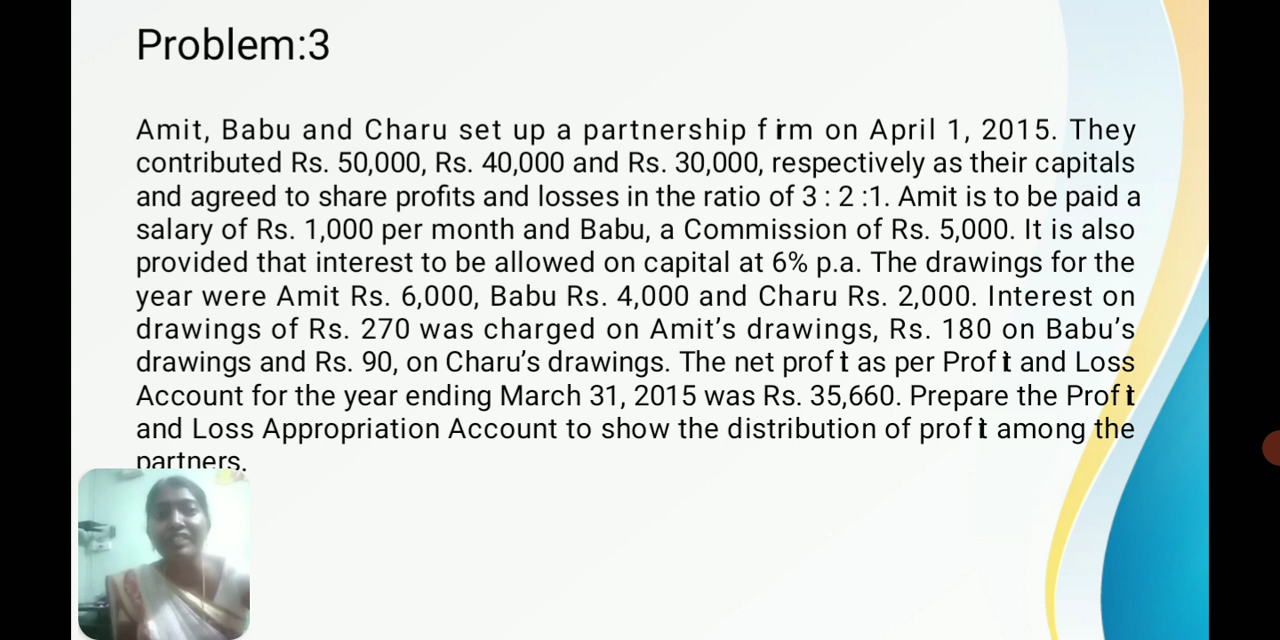 Problem:3
Amit, Babu and Charu set up a partnership firm on April 1, 2015. They
contributed Rs. 50,000, Rs. 40,000 and Rs. 30,000, respectively as their capitals
and agreed to share profits and losses in the ratio of 3 : 2 :1. Amit is to be paid a
salary of Rs. 1,000 per month and Babu, a Commission of Rs. 5,000. It is also
provided that interest to be allowed on capital at 6% p.a. The drawings for the
year were Amit Rs. 6,000, Babu Rs. 4,000 and Charu Rs. 2,000. Interest on
drawings of Rs. 270 was charged on Amit’s drawings, Rs. 180 on Babu’s
drawings and Rs. 90, on Charu’s drawings. The net profit as per Profit and Loss
Account for the year ending March 31, 2015 was Rs. 35,660. Prepare the Profit
and Loss Appropriation Account to show the distribution of profit among the
partners.